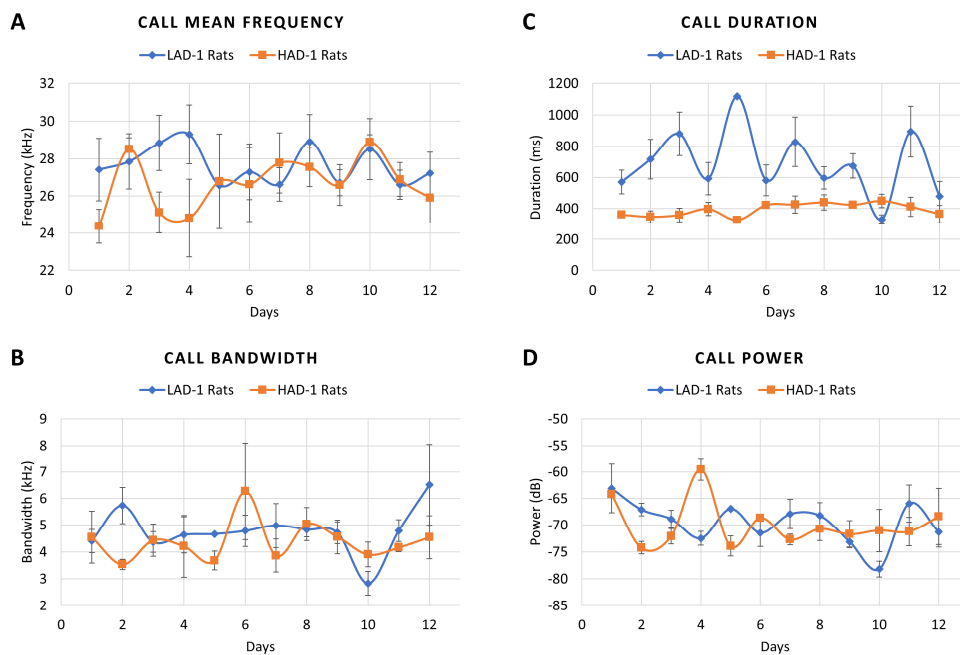 A
CALL MEAN FREQUENCY
LAD-1 Rats HAD-1 Rats
32
30
28
26
24
22
Frequency (kHz)
0 2 4 6 8 10 12
Days
C
CALL DURATION
LAD-1 Rats HAD-1 Rats
1200
1000
800
600
400
200
0
Duration (ms)
0 2 4 6 8 10 12
Days
B
CALL BANDWIDTH
LAD-1 Rats HAD-1 Rats
9
8
7
6
5
4
3
2
Bandwidth (kHz)
0 2 4 6 8 10 12
Days
D
CALL POWER
LAD-1 Rats HAD-1 Rats
-50
-55
-60
-65
-70
-75
-80
-85
Power (dB)
0 2 4 6 8 10 12
Days